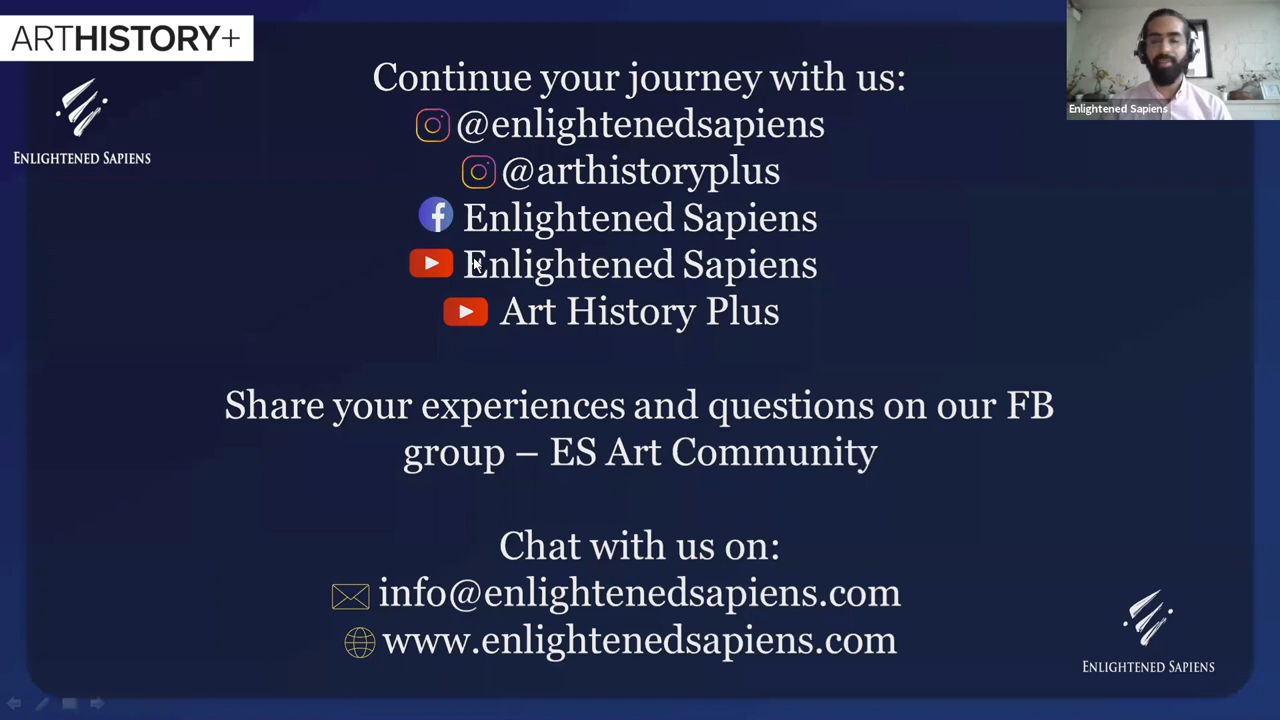 ARTHISTORY+
ENLIGHTENED SAPIENS
Continue your journey with us:
@enlightenedsapiens
@arthistoryplus
Enlightened Sapiens
Enlightened Sapiens
Art History Plus
Share your experiences and questions on our FB
group – ES Art Community
Chat with us on:
info@enlightenedsapiens.com
www.enlightenedsapiens.com
Enlightened Sapiens
ENLIGHTENED SAPIENS